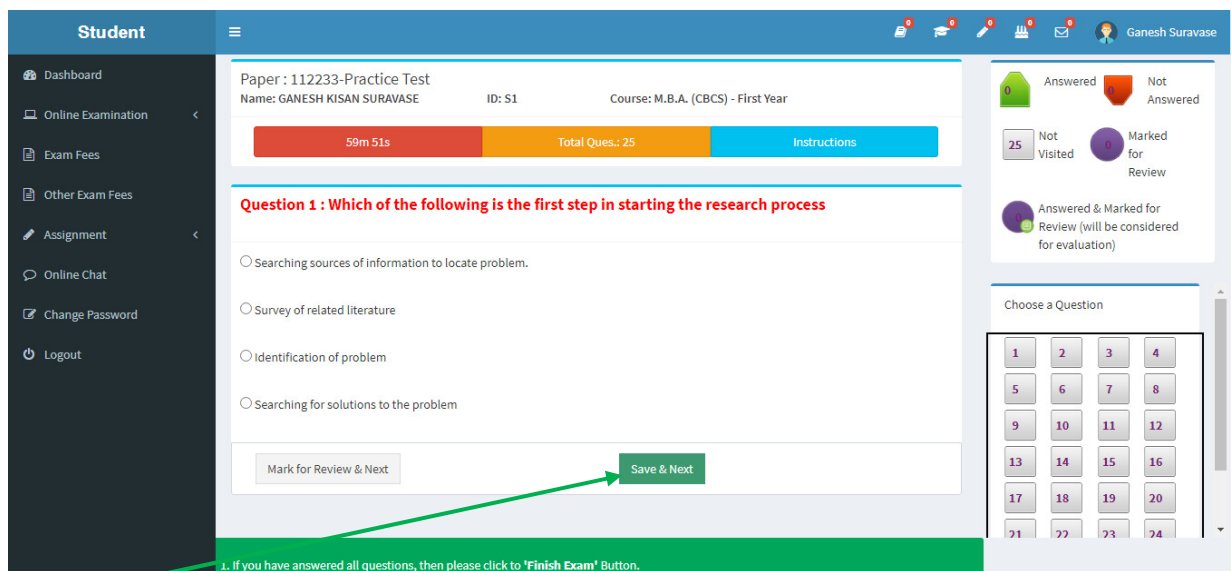 Student
0 0 0 0 0 Ganesh Suravase
Dashboard
Online Examination
Exam Fees
Other Exam Fees
Assignment
Online Chat
Change Password
Logout
Paper : 112233-Practice Test
Name: GANESH KISAN SURAVASE ID: S1 Course: M.B.A. (CBCS) - First Year
59m 51s Total Ques.: 25 Instructions
Question 1 : Which of the following is the first step in starting the research process
Searching sources of information to locate problem.
Survey of related literature
Identification of problem
Searching for solutions to the problem
Mark for Review & Next Save & Next
1. If you have answered all questions, then please click to 'Finish Exam' Button.
0 Answered 0 Not
Answered
25 Not
Visited
0 Marked
for
Review
0 Answered & Marked for
Review (will be considered
for evaluation)
Choose a Question
1 2 3 4
5 6 7 8
9 10 11 12
13 14 15 16
17 18 19 20
21 22 23 24